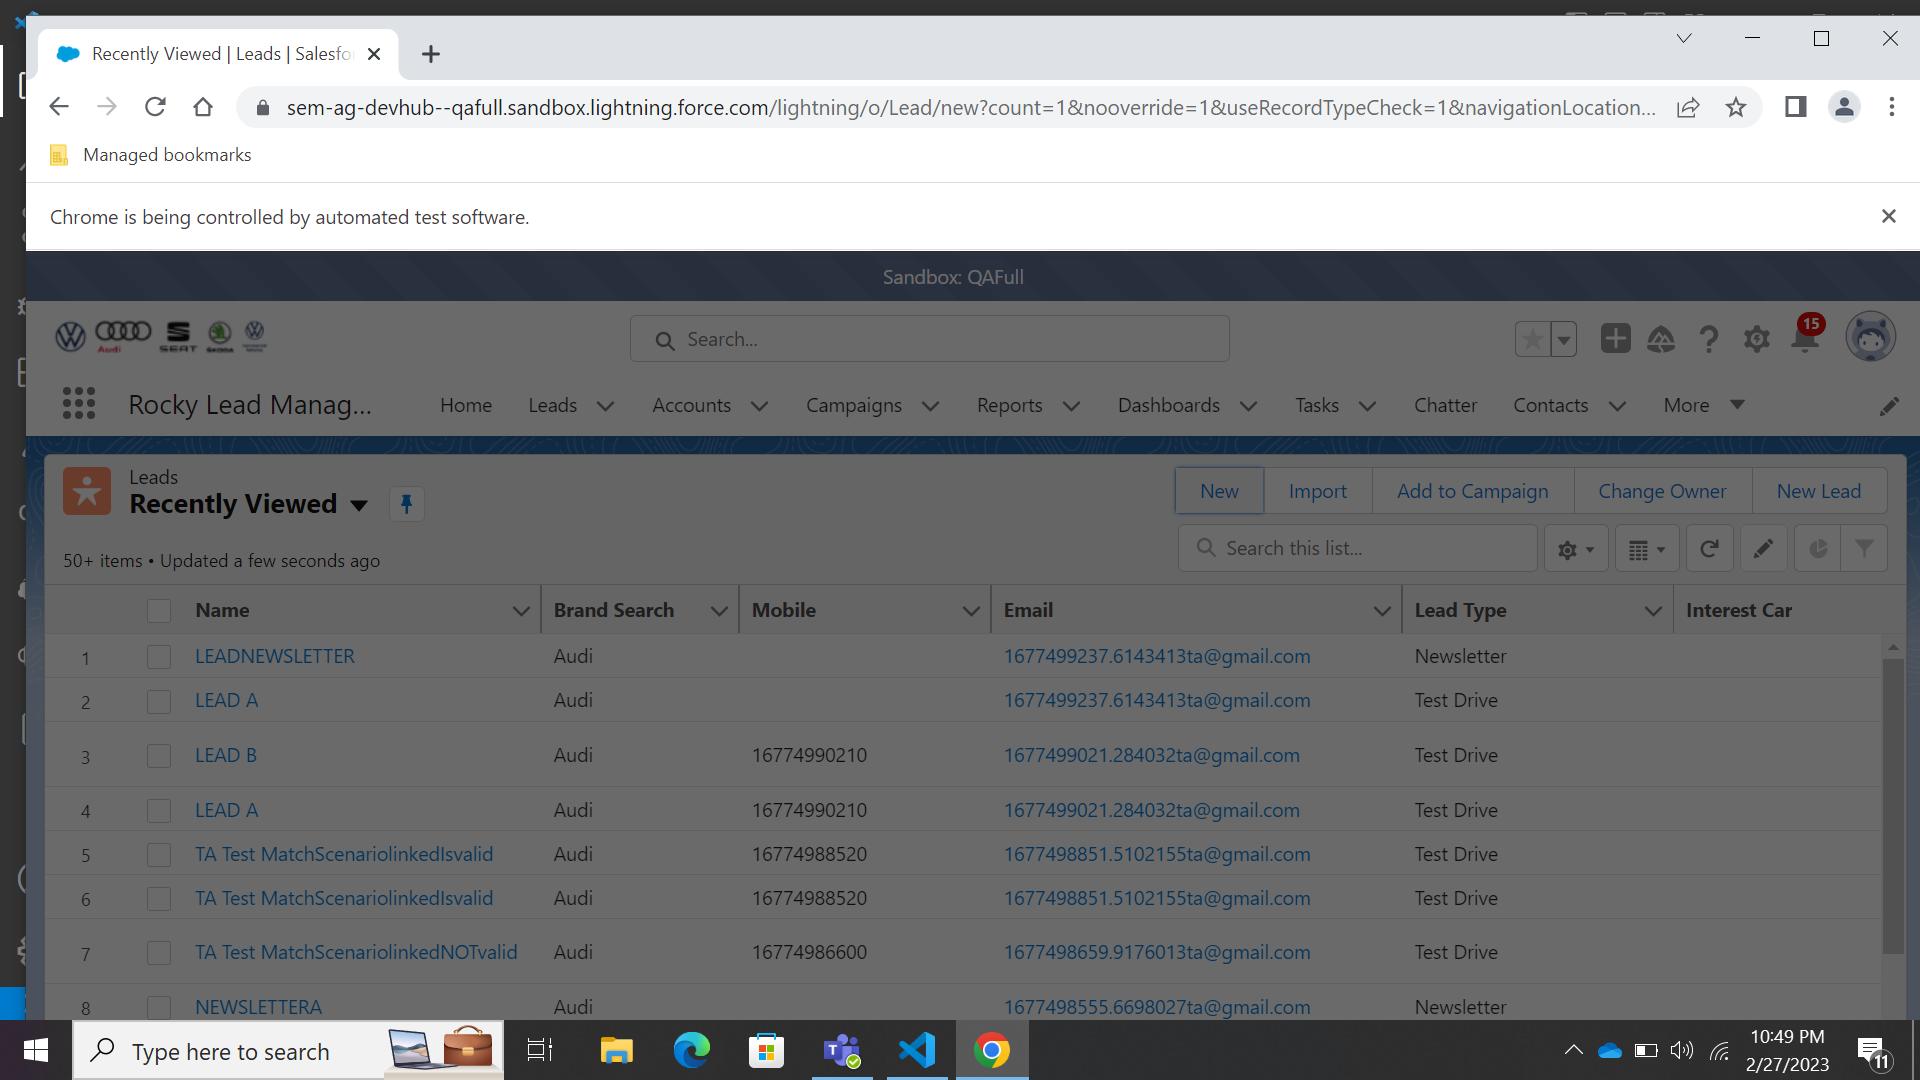 Recently Viewed | Leads | Salesfo
sem-ag-devhub--qafull.sandbox.lightning.force.com/lightning/o/Lead/new?count=1&nooverride=1&useRecordTypeCheck=1&navigationLocation...
Managed bookmarks
Chrome is being controlled by automated test software.
Sandbox: QAFull
Audi SEAT ŠKODA
Search...
15
Rocky Lead Manag... Home Leads Accounts Campaigns Reports Dashboards Tasks Chatter Contacts More
Leads
Recently Viewed
New Import Add to Campaign Change Owner New Lead
50+ items • Updated a few seconds ago
Search this list...
Name Brand Search Mobile Email Lead Type Interest Car
1 LEADNEWSLETTER Audi 1677499237.6143413ta@gmail.com Newsletter
2 LEAD A Audi 1677499237.6143413ta@gmail.com Test Drive
3 LEAD B Audi 16774990210 1677499021.284032ta@gmail.com Test Drive
4 LEAD A Audi 16774990210 1677499021.284032ta@gmail.com Test Drive
5 TA Test MatchScenariolinkedIsvalid Audi 16774988520 1677498851.5102155ta@gmail.com Test Drive
6 TA Test MatchScenariolinkedIsvalid Audi 16774988520 1677498851.5102155ta@gmail.com Test Drive
7 TA Test MatchScenariolinkedNOTvalid Audi 16774986600 1677498659.9176013ta@gmail.com Test Drive
8 NEWSLETTERA Audi 1677498555.6698027ta@gmail.com Newsletter
Type here to search
10:49 PM
2/27/2023
11